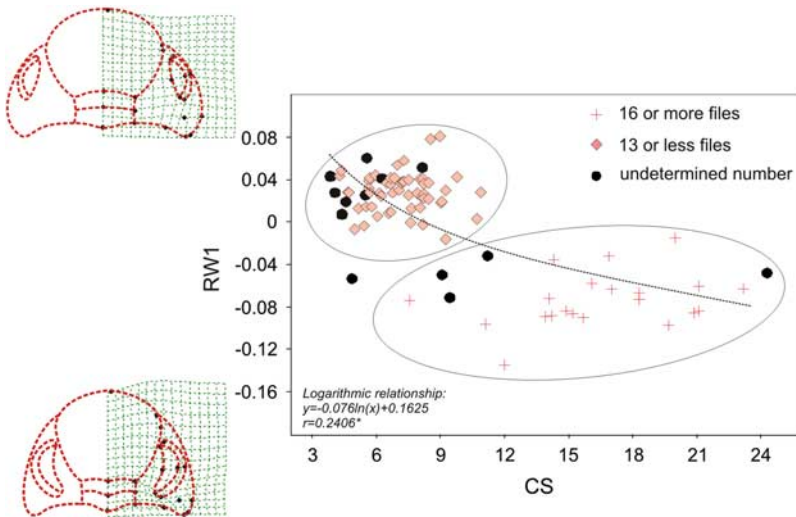 16 or more files
13 or less files
undetermined number
0.08
0.04
0
-0.04
-0.08
-0.12
-0.16
RW1
Logarithmic relationship:
y=-0.076ln(x)+0.1625
r=0.2406*
3 6 9 12 15 18 21 24
CS